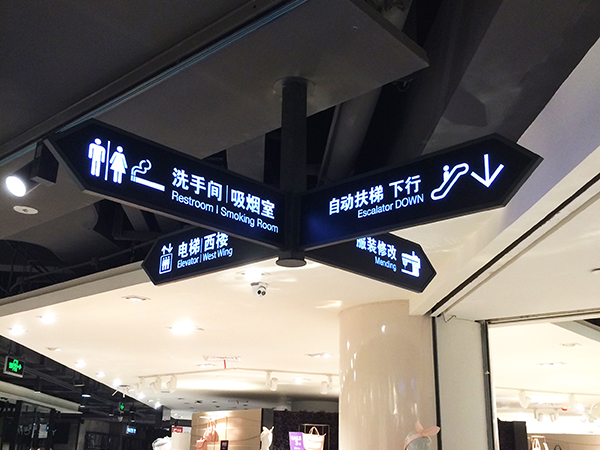 洗手间|吸烟室
Restroom | Smoking Room
自动扶梯 下行
Escalator DOWN
电梯|西楼
Elevator | West Wing
服装修改
Mending